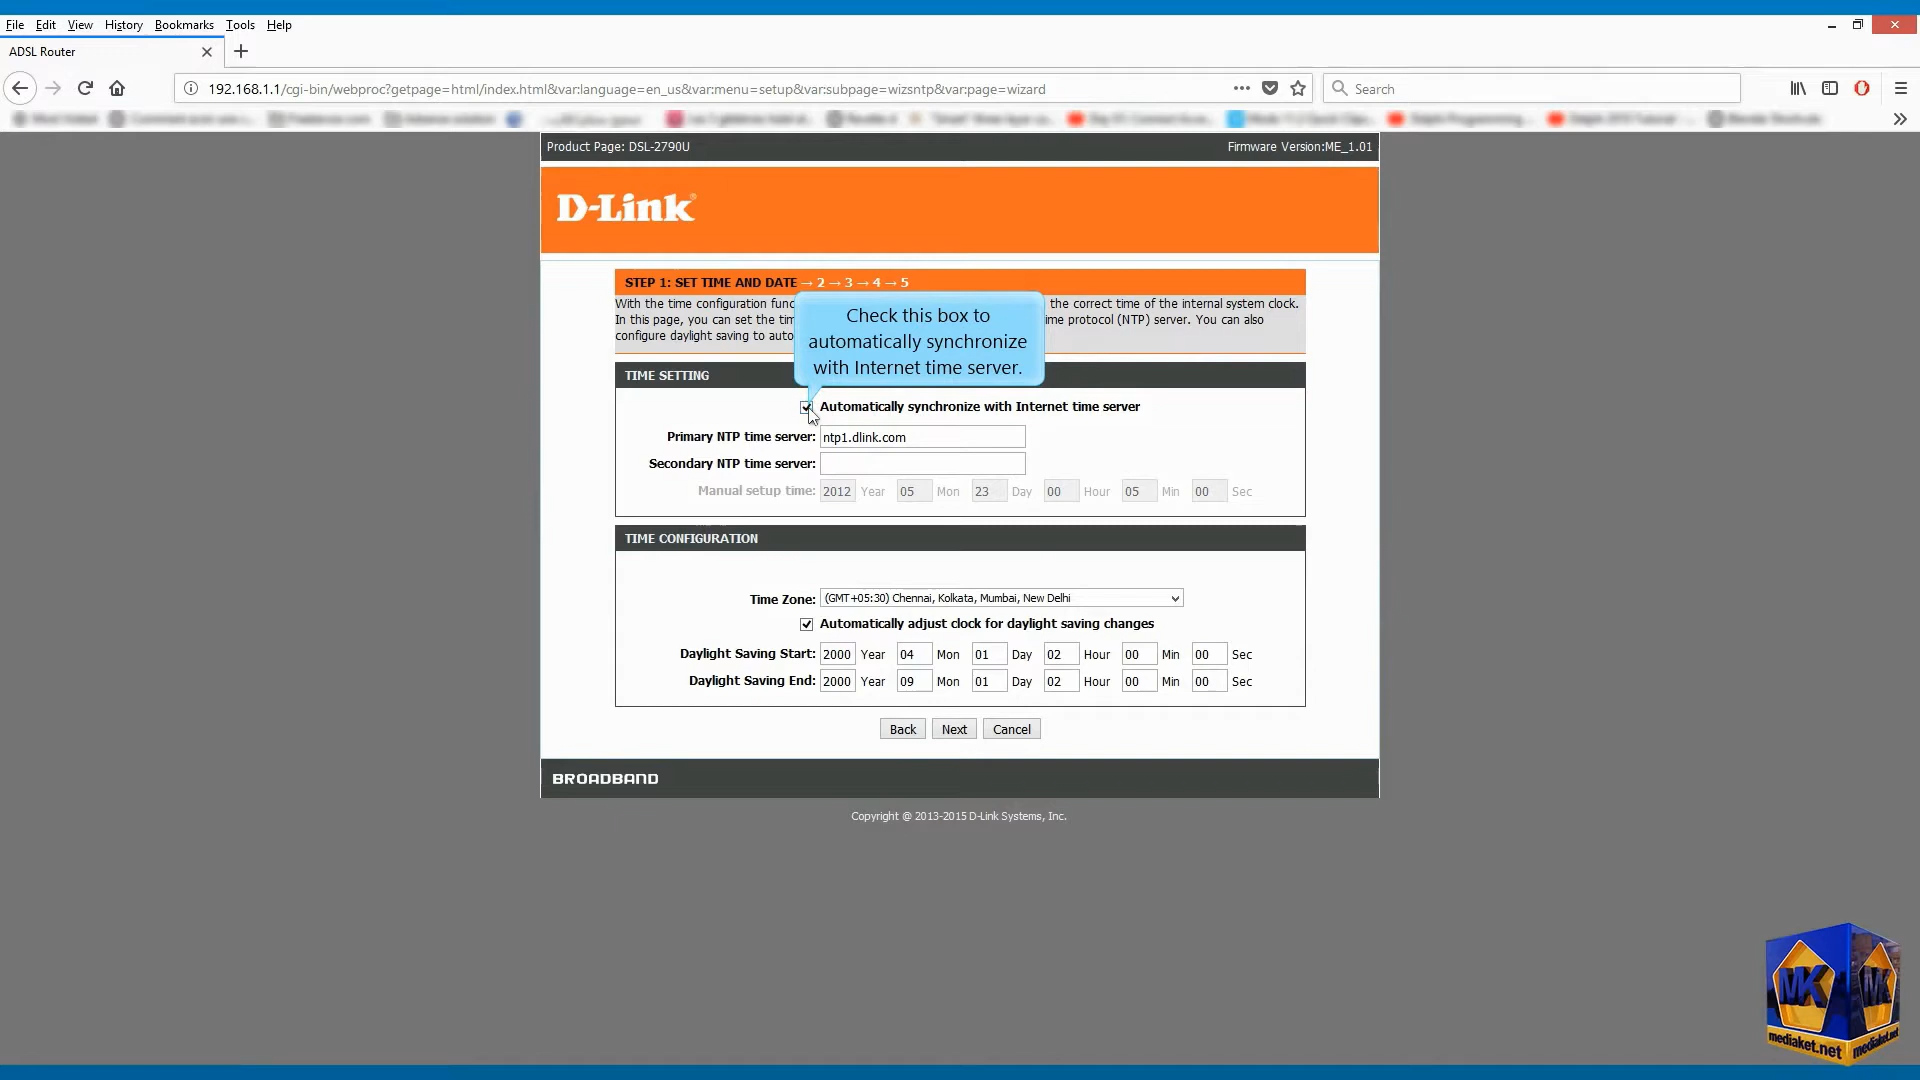 File Edit View History Bookmarks Tools Help
ADSL Router
192.168.1.1/cgi-bin/webproc?getpage=html/index.html&var:language=en_us&var:menu=setup&var:subpage=wizsntp&var:page=wizard
Search
Product Page: DSL-2790U Firmware Version:ME_1.01
D-Link
STEP 1: SET TIME AND DATE → 2 → 3 → 4 → 5
With the time configuration func the correct time of the internal system clock.
In this page, you can set the tim ime protocol (NTP) server. You can also
configure daylight saving to auto
Check this box to
automatically synchronize
with Internet time server.
TIME SETTING
Automatically synchronize with Internet time server
Primary NTP time server: ntp1.dlink.com
Secondary NTP time server:
Manual setup time: 2012 Year 05 Mon 23 Day 00 Hour 05 Min 00 Sec
TIME CONFIGURATION
Time Zone: (GMT+05:30) Chennai, Kolkata, Mumbai, New Delhi
Automatically adjust clock for daylight saving changes
Daylight Saving Start: 2000 Year 04 Mon 01 Day 02 Hour 00 Min 00 Sec
Daylight Saving End: 2000 Year 09 Mon 01 Day 02 Hour 00 Min 00 Sec
Back Next Cancel
BROADBAND
Copyright @ 2013-2015 D-Link Systems, Inc.
MK MK
mediaket.net mediaket.net